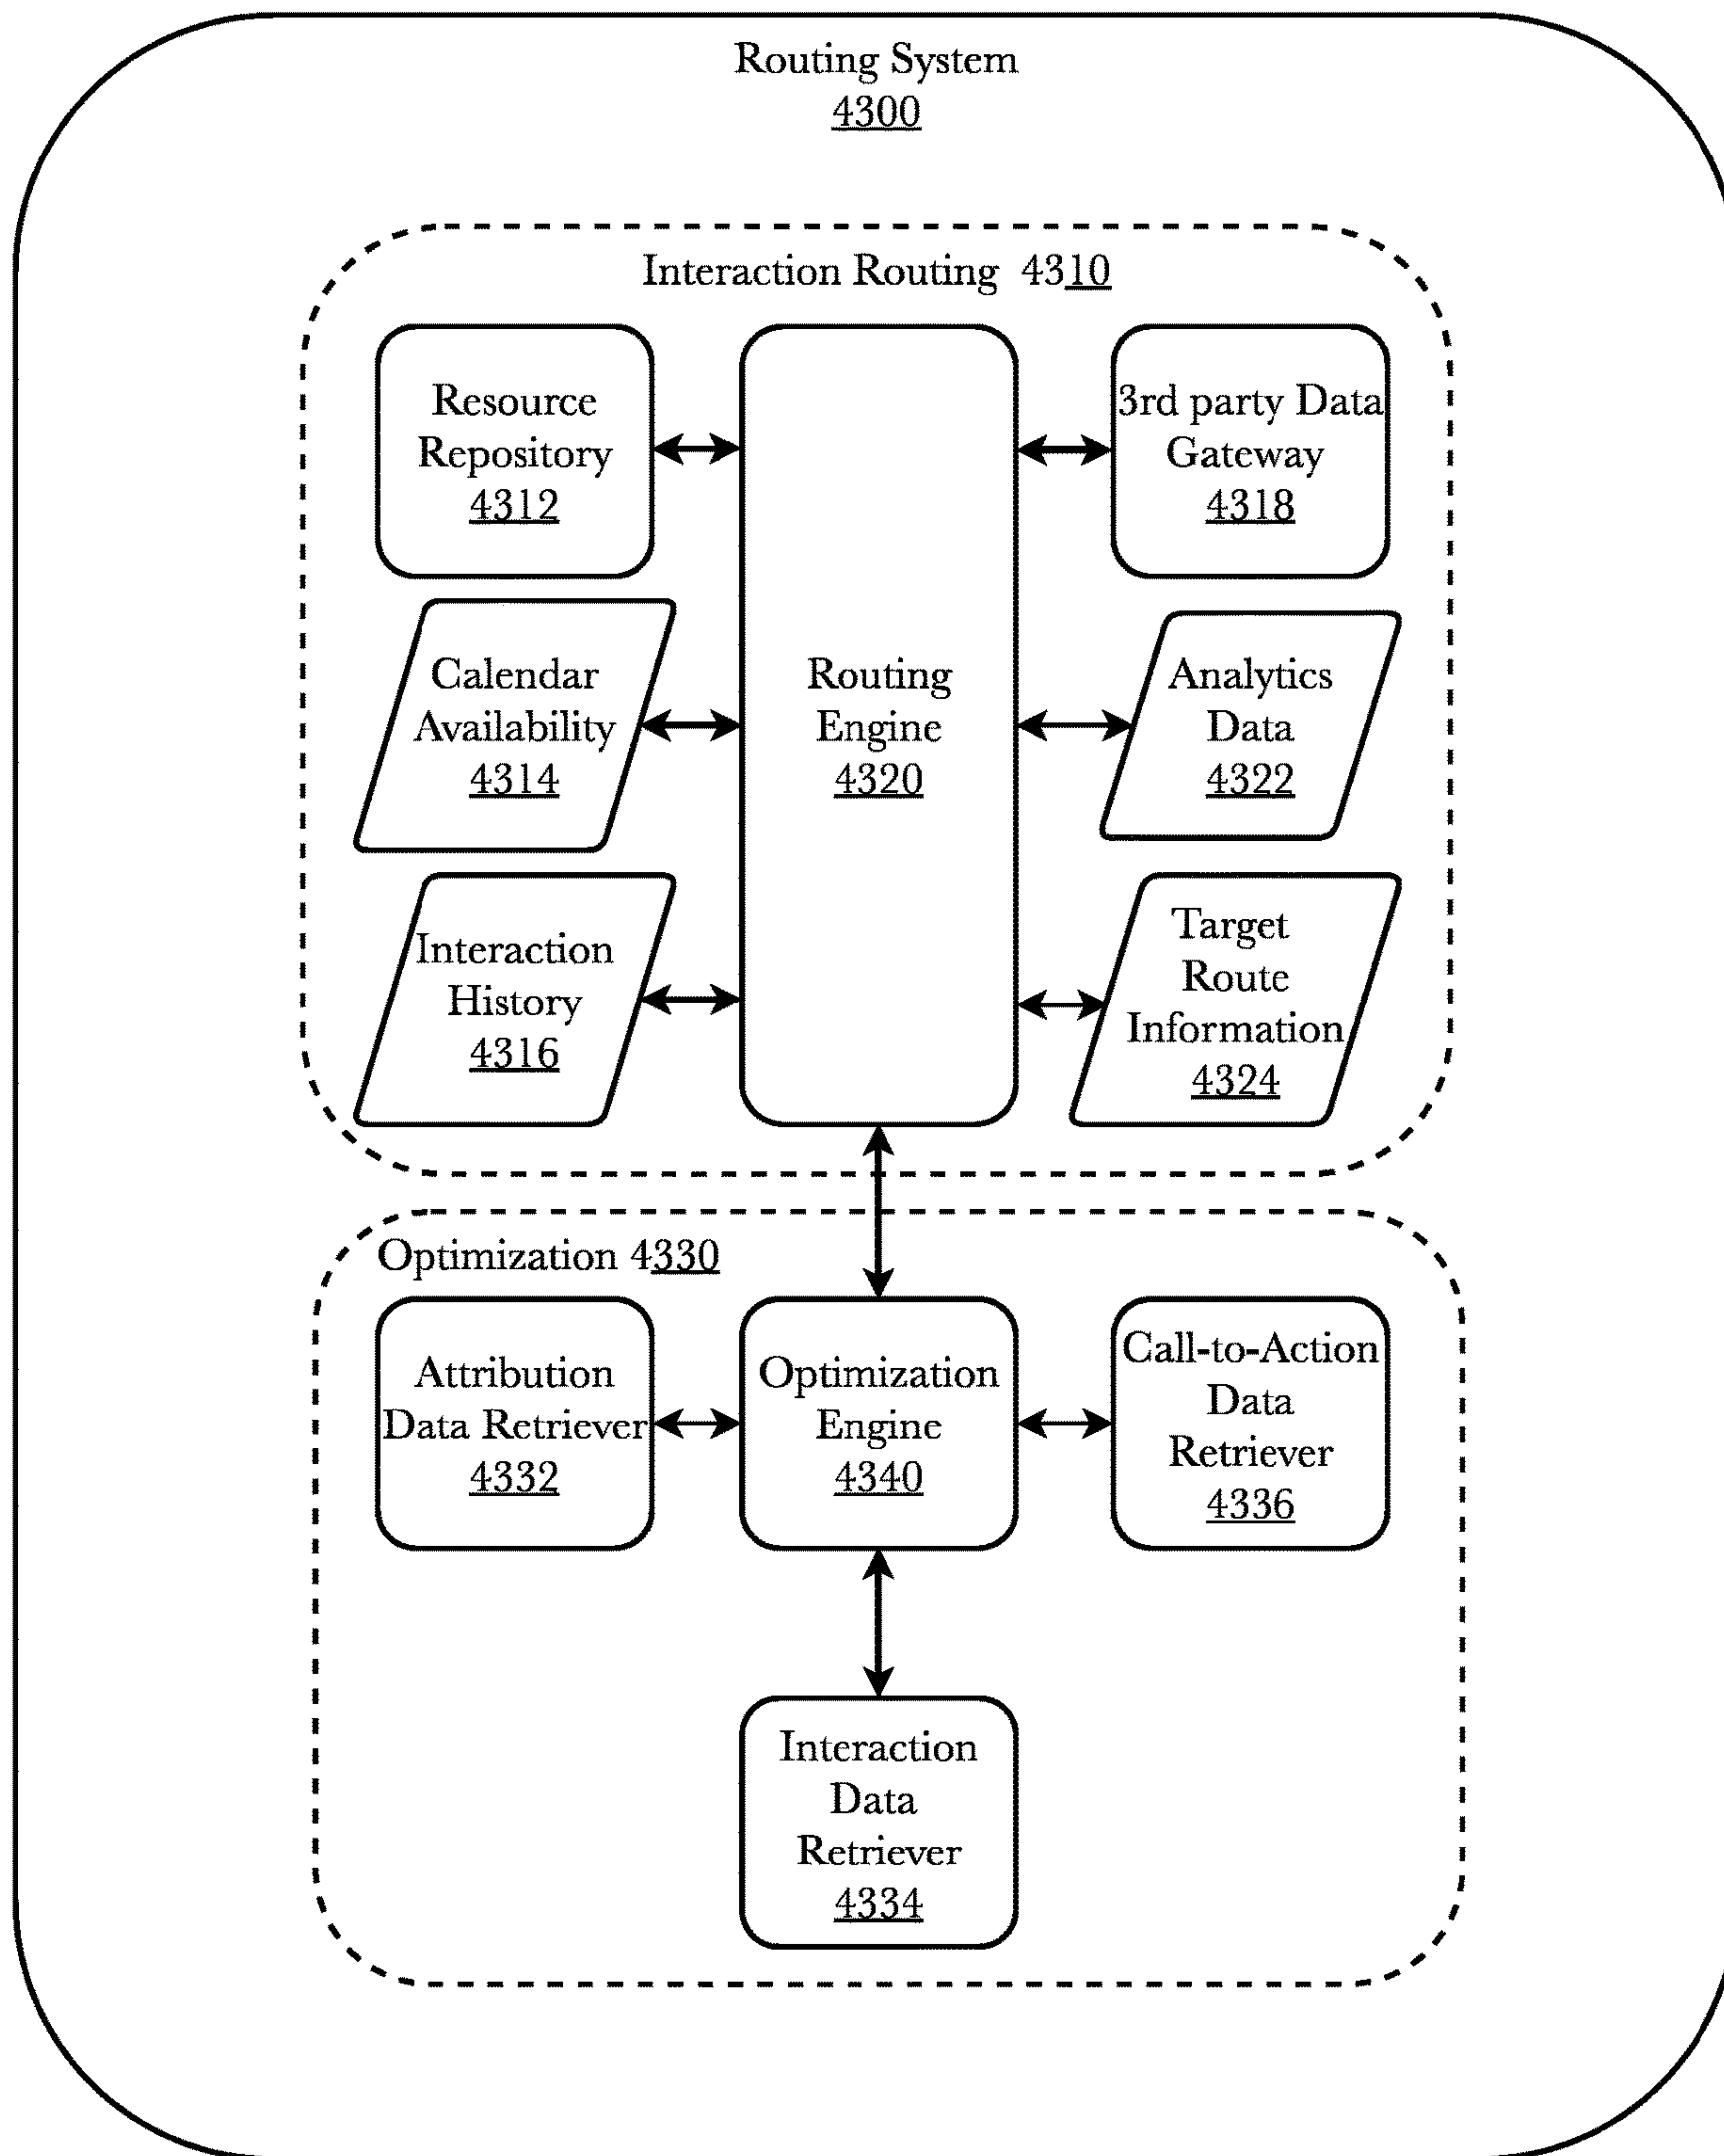 Routing System
4300
Interaction Routing 4310
Resource
Repository
4312
3rd party Data
Gateway
4318
Calendar
Availability
4314
Routing
Engine
4320
Analytics
Data
4322
Interaction
History
4316
Target
Route
Information
4324
Optimization 4330
Attribution
Data Retriever
4332
Optimization
Engine
4340
Call-to-Action
Data
Retriever
4336
Interaction
Data
Retriever
4334